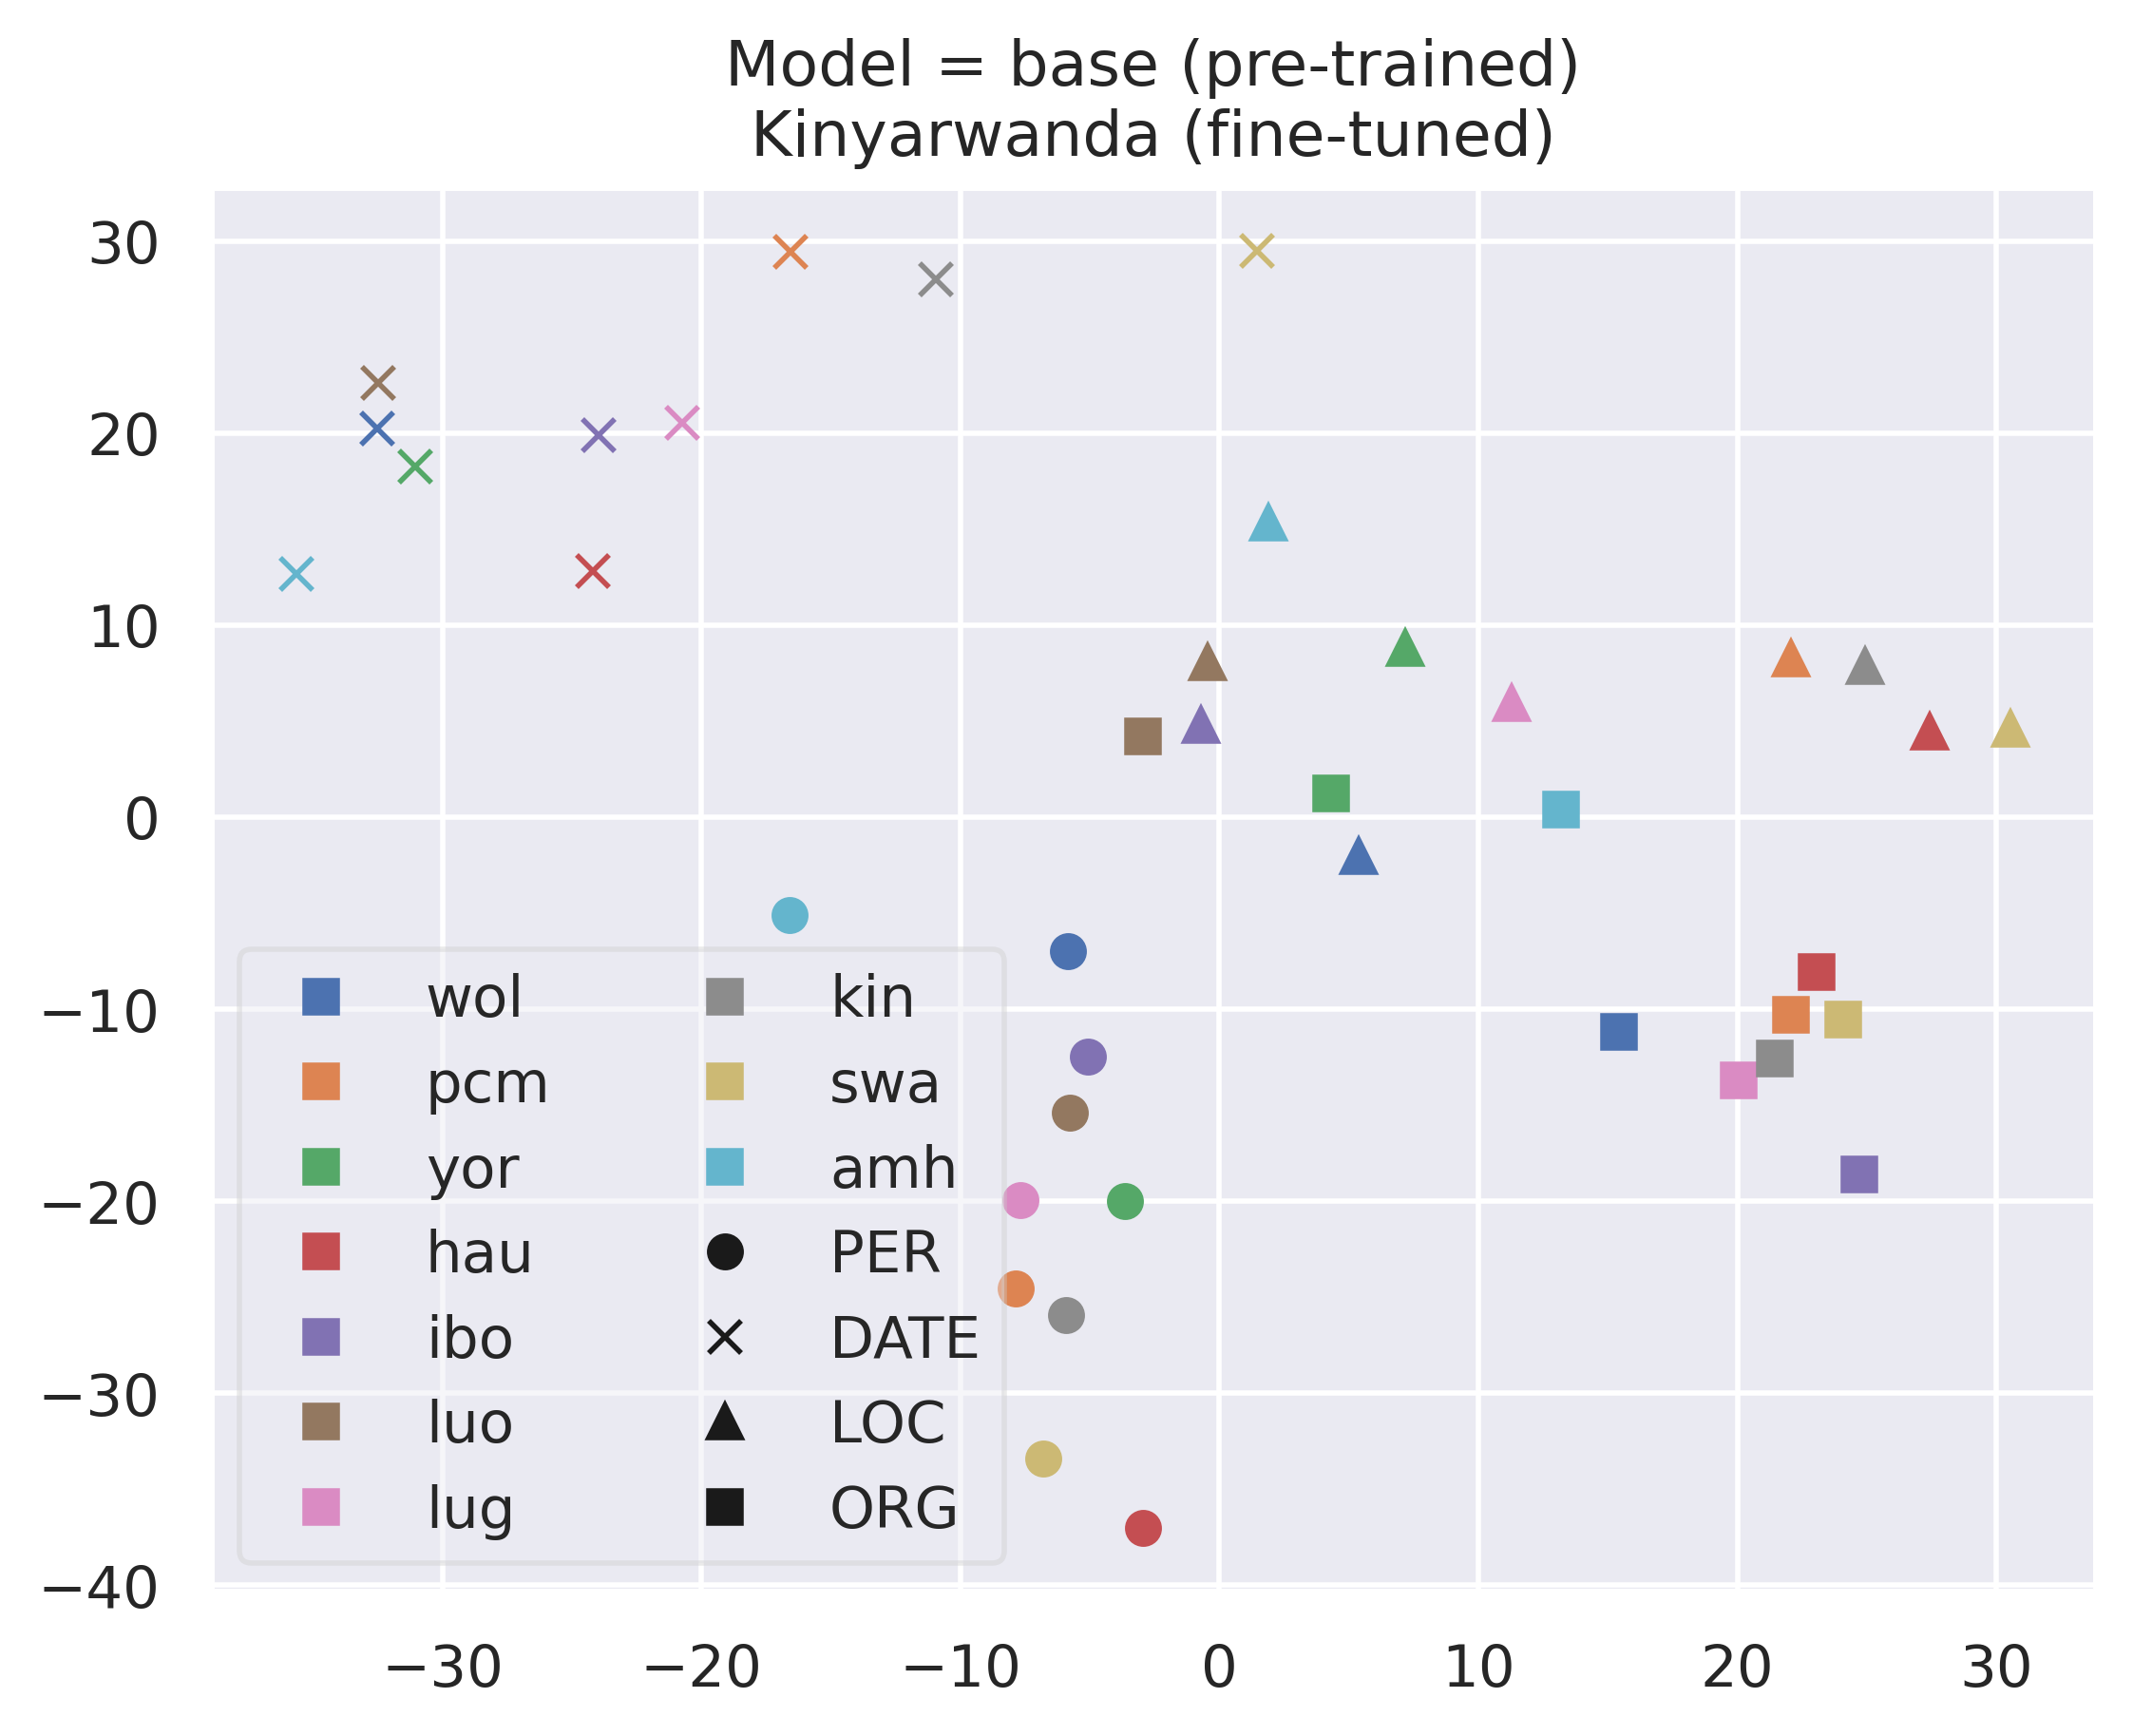 Model = base (pre-trained)
Kinyarwanda (fine-tuned)
30
20
10
0
−10
−20
−30
−40
wol
pcm
yor
hau
ibo
luo
lug
kin
swa
amh
PER
DATE
LOC
ORG
−30 −20 −10 0 10 20 30